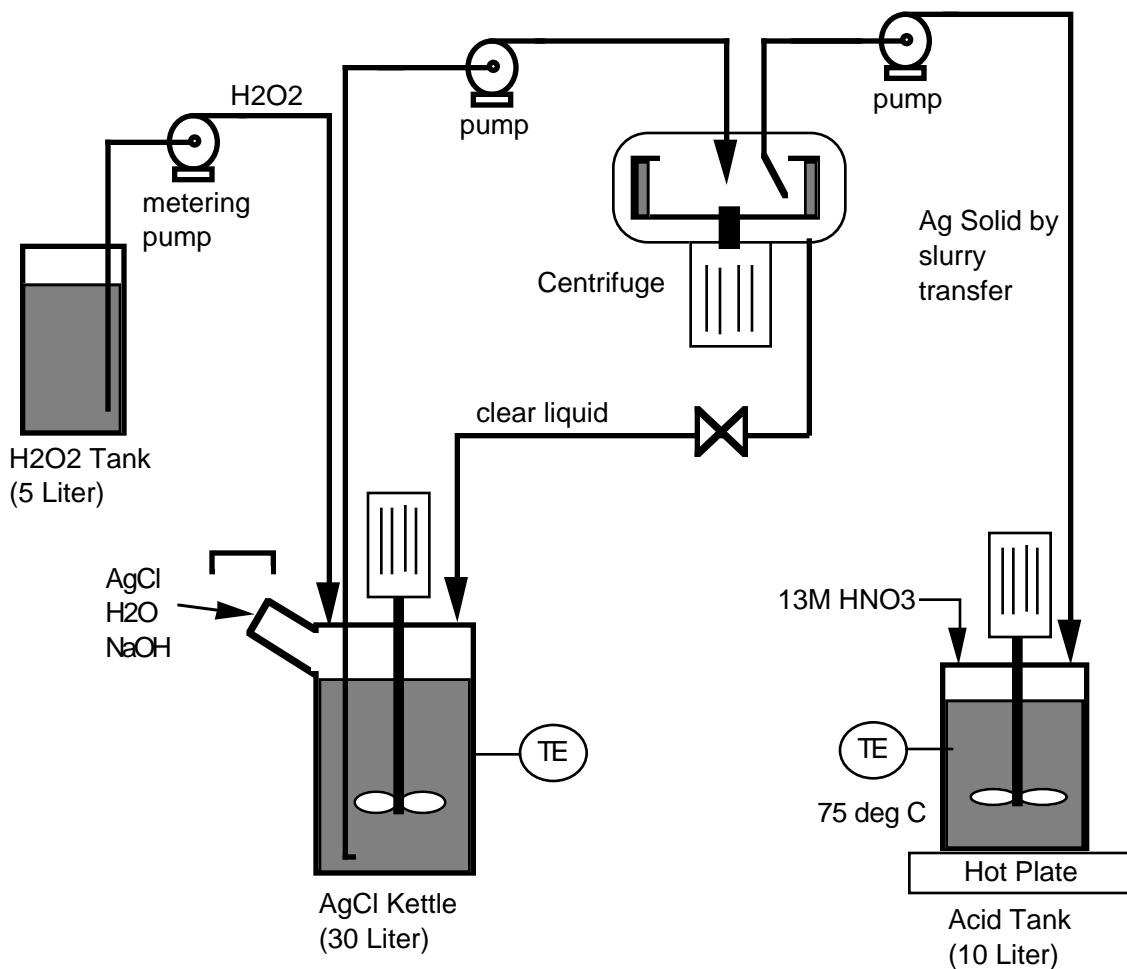 H2O2
pump
pump
metering
pump
Ag Solid by
slurry
transfer
Centrifuge
clear liquid
H2O2 Tank
(5 Liter)
AgCl
H2O
NaOH
13M HNO3
TE
TE
75 deg C
Hot Plate
AgCl Kettle
(30 Liter)
Acid Tank
(10 Liter)